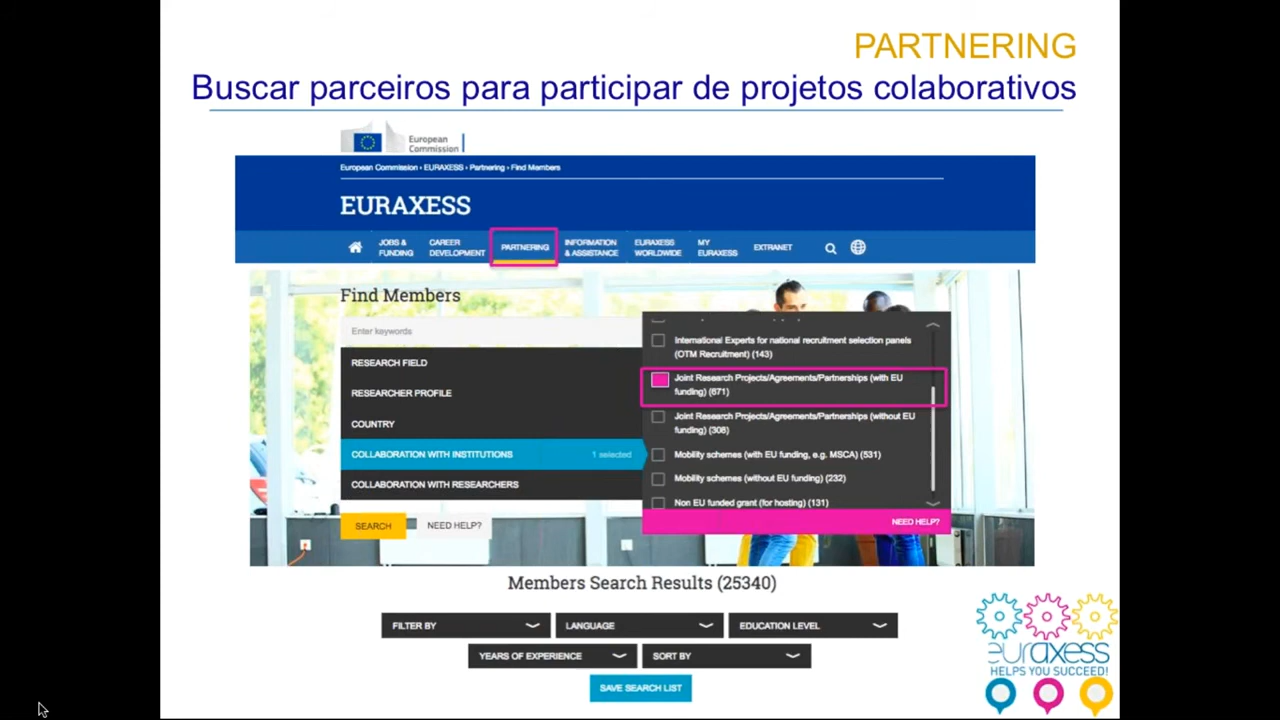 PARTNERING
Buscar parceiros para participar de projetos colaborativos
European
Commission
European Commission › EURAXESS › Partnering › Find Members
EURAXESS
JOBS &
FUNDING
CAREER
DEVELOPMENT
PARTNERING
INFORMATION
& ASSISTANCE
EURAXESS
WORLDWIDE
MY
EURAXESS
EXTRANET
Find Members
Enter keywords
RESEARCH FIELD
RESEARCHER PROFILE
COUNTRY
COLLABORATION WITH INSTITUTIONS 1 selected
COLLABORATION WITH RESEARCHERS
SEARCH
NEED HELP?
International Experts for national recruitment selection panels
(OTM Recruitment) (143)
Joint Research Projects/Agreements/Partnerships (with EU
funding) (671)
Joint Research Projects/Agreements/Partnerships (without EU
funding) (308)
Mobility schemes (with EU funding, e.g. MSCA) (531)
Mobility schemes (without EU funding) (232)
Non EU funded grant (for hosting) (131)
NEED HELP?
Members Search Results (25340)
FILTER BY
LANGUAGE
EDUCATION LEVEL
YEARS OF EXPERIENCE
SORT BY
SAVE SEARCH LIST
euraxess
HELPS YOU SUCCEED!